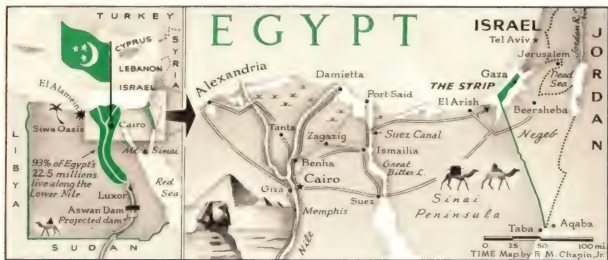 TURKEY
CYPRUS
SYRIA
LEBANON
ISRAEL
El Alamein
Siwa Oasis
Cairo
Mt. Sinai
LIBYA
93% of Egypt's
22.5 millions
live along the
Lower Nile
Luxor
Red
Sea
Aswan Dam
Projected dam
SUDAN
EGYPT
ISRAEL
Tel Aviv
Jordan R.
Jerusalem
JORDAN
Dead
Sea
Gaza
THE STRIP
Alexandria
Damietta
Port Said
El Arish
Beersheba
Negeb
Tanta
Zagazig
Suez Canal
Ismailia
Benha
Great
Bitter L.
Cairo
Giza
Memphis
Suez
Nile
Sinai
Peninsula
Taba
Aqaba
0 25 50 100 mi.
TIME Map by R. M. Chapin, Jr.